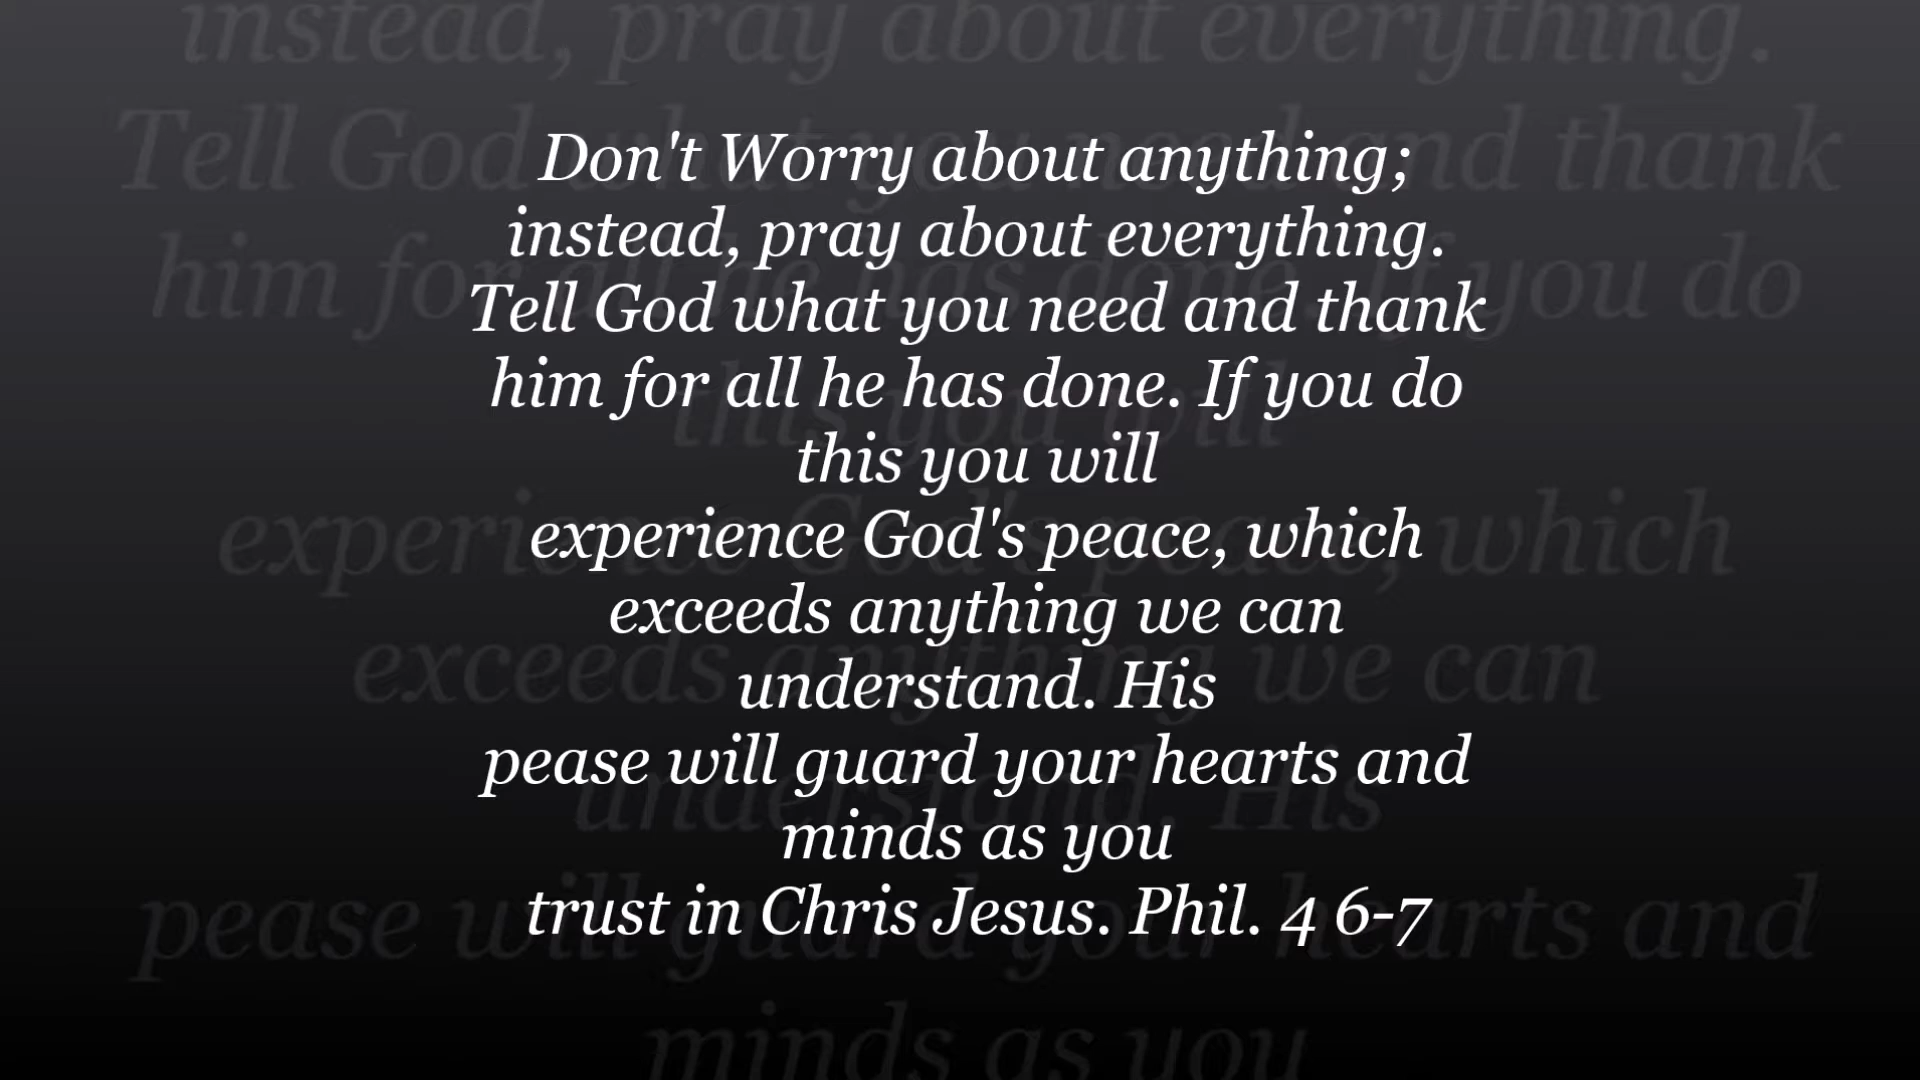 Don't Worry about anything;
instead, pray about everything.
Tell God what you need and thank
him for all he has done. If you do
this you will
experience God's peace, which
exceeds anything we can
understand. His
pease will guard your hearts and
minds as you
trust in Chris Jesus. Phil. 4 6-7